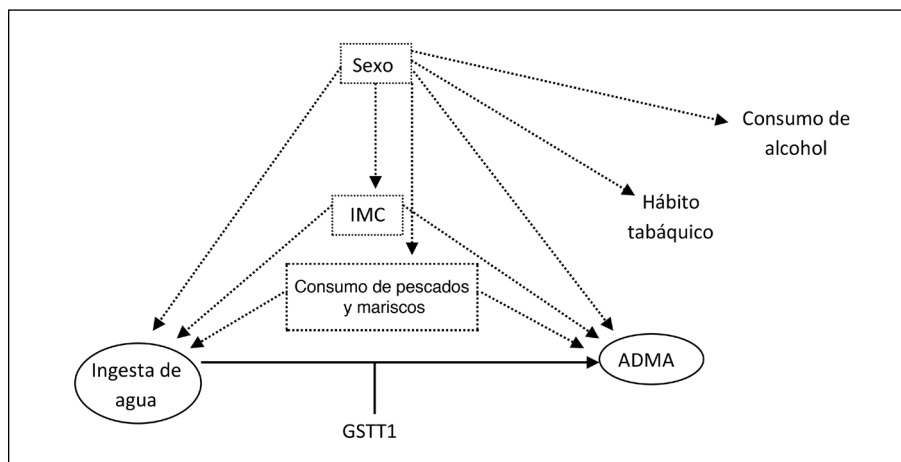 Sexo
Consumo de
alcohol
Hábito
tabáquico
IMC
Consumo de pescados
y mariscos
Ingesta de
agua
ADMA
GSTT1